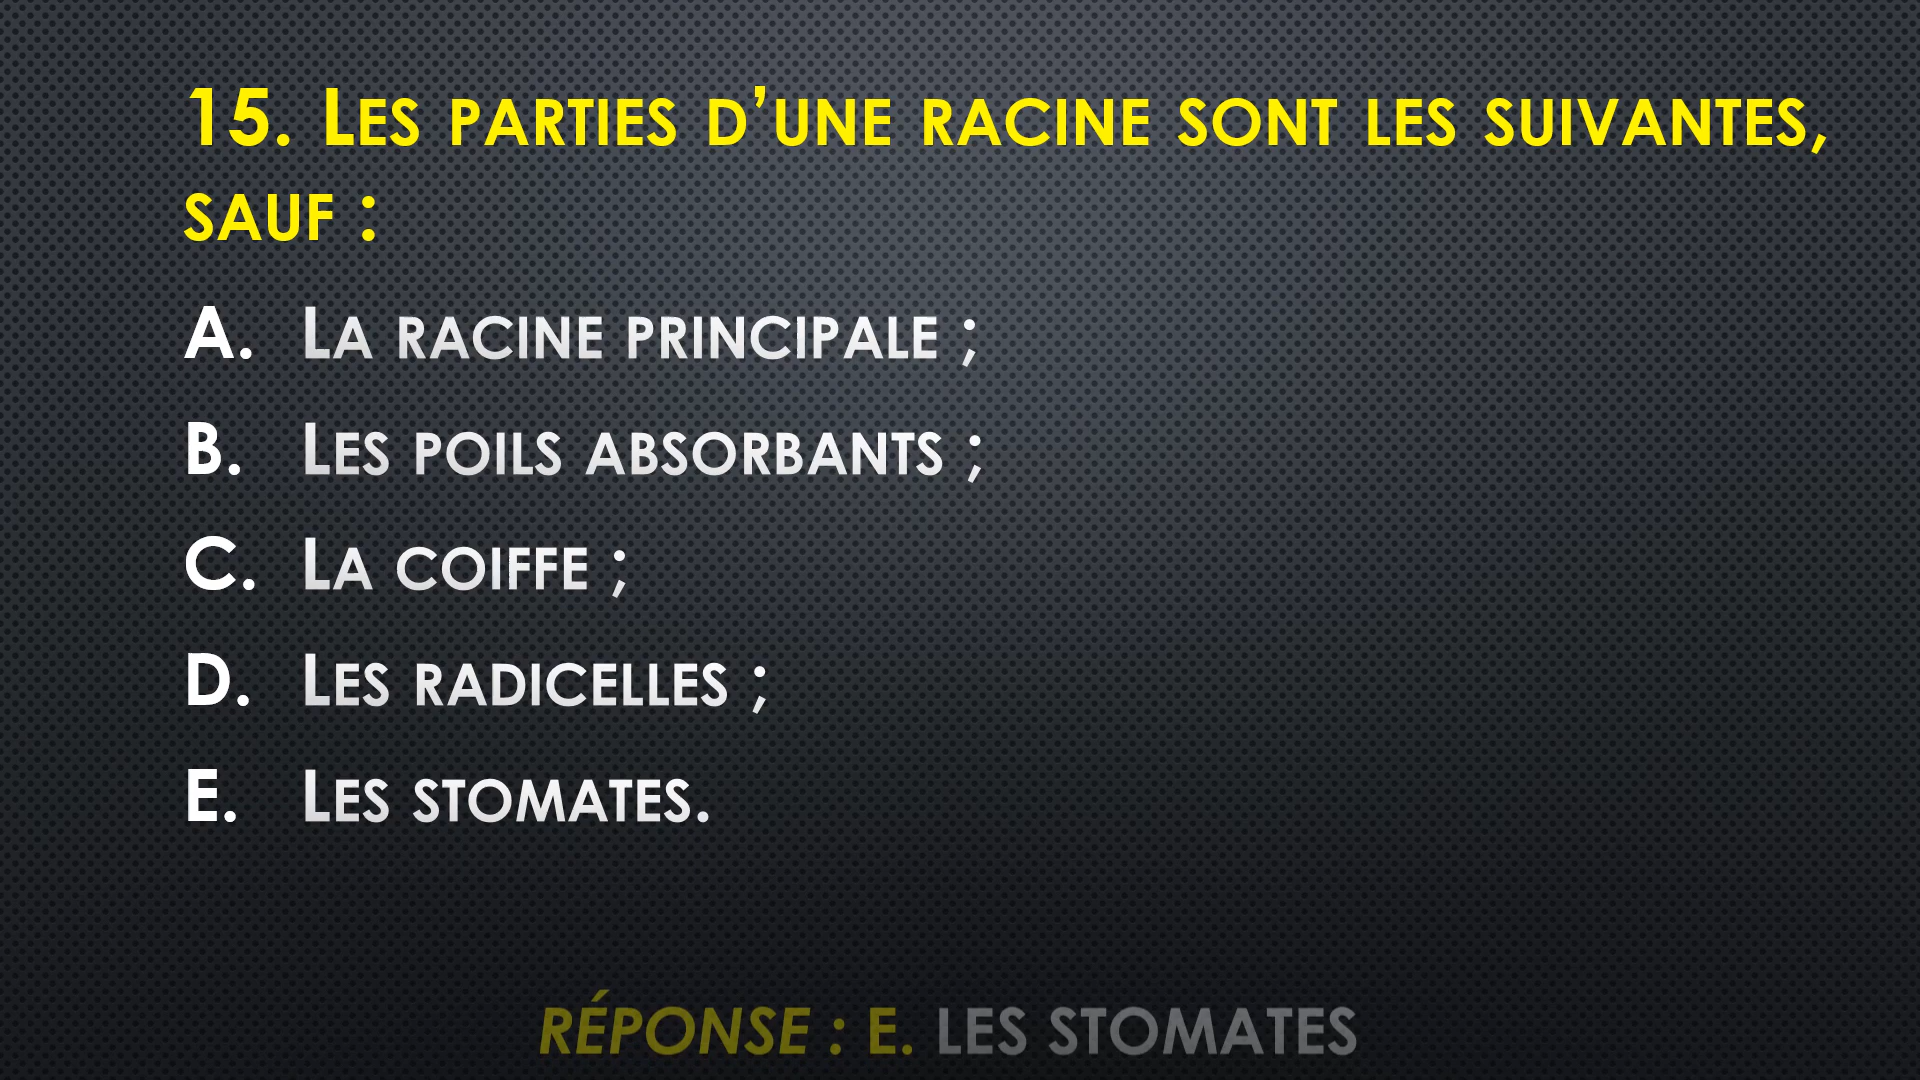 15. Les parties d’une racine sont les suivantes,
sauf :
A. La racine principale ;
B. Les poils absorbants ;
C. La coiffe ;
D. Les radicelles ;
E. Les stomates.
RÉPONSE : E. LES STOMATES